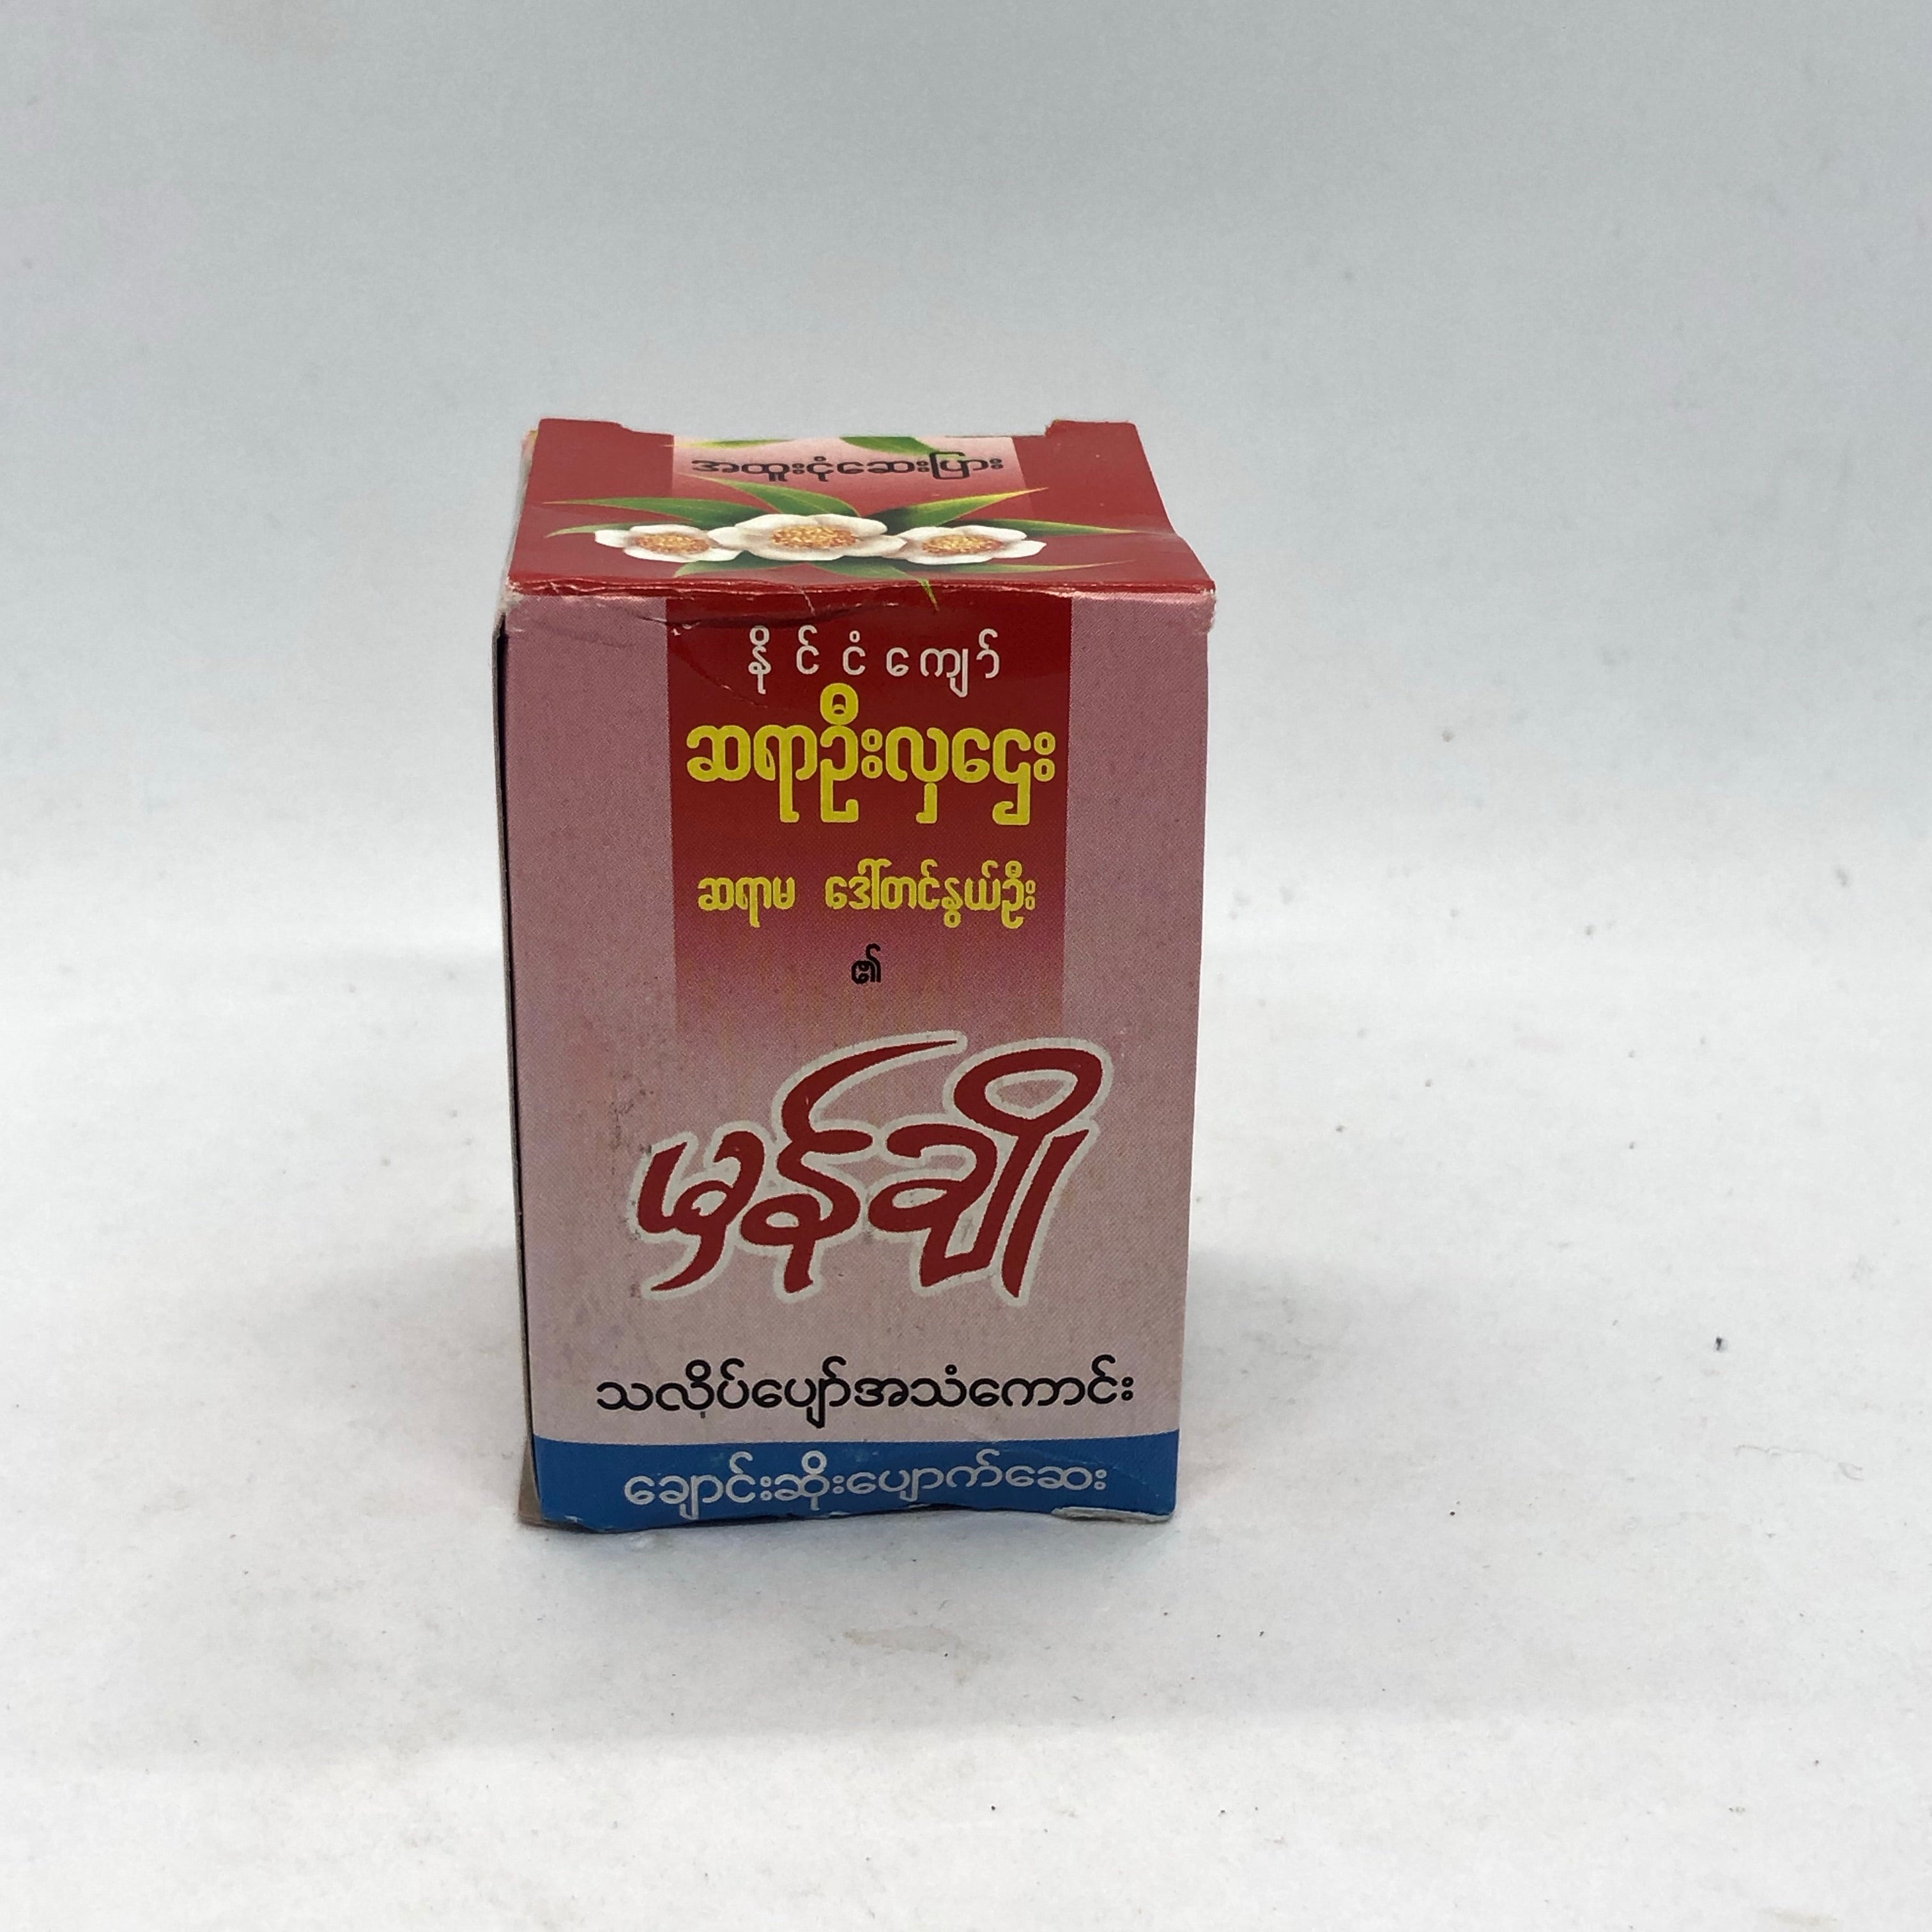 အထူးငုံဆေးပြား
နိုင်ငံကျော်
ဆရာဦးလှဌေး
ဆရာမ ဒေါ်တင်နွယ်ဦး
၏
မှန်ချို
သလိပ်ပျော်အသံကောင်း
ချောင်းဆိုးပျောက်ဆေး